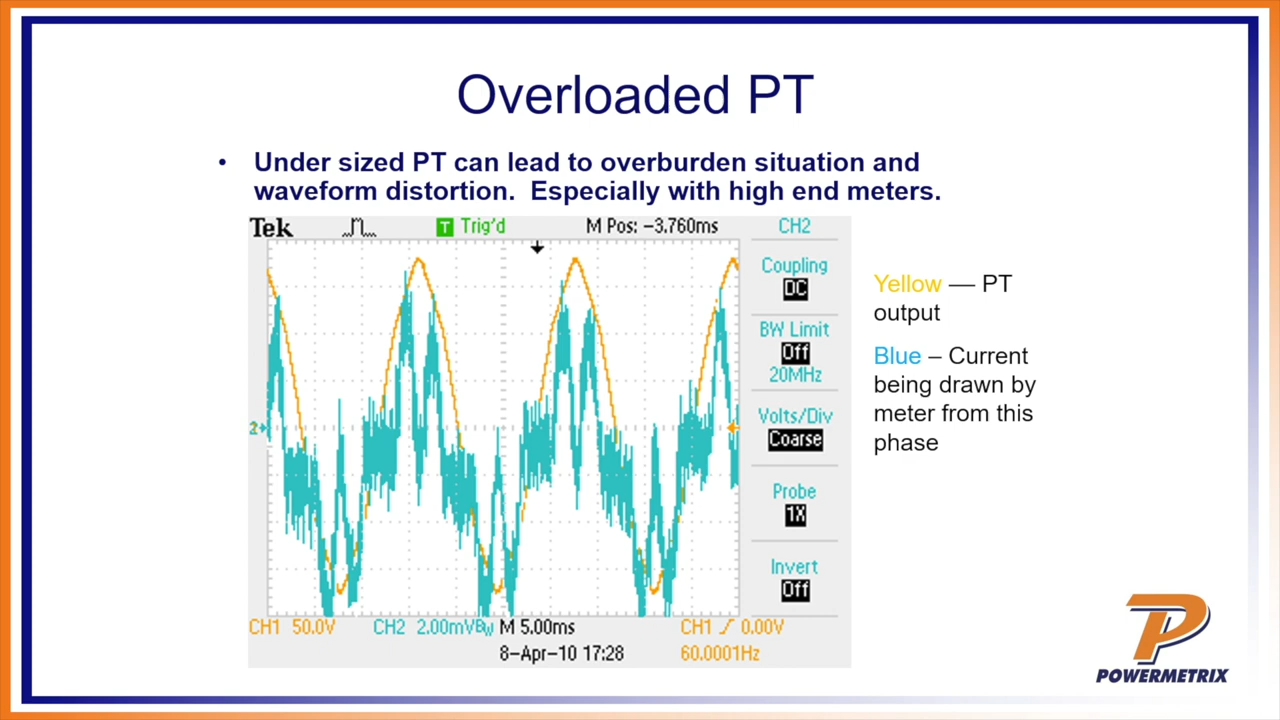 Overloaded PT
• Under sized PT can lead to overburden situation and
waveform distortion.  Especially with high end meters.
Tek
T Trig'd
M Pos: -3.760ms
CH2
Coupling
DC
BW Limit
Off
20MHz
Volts/Div
Coarse
Probe
1X
Invert
Off
2
CH1 50.0V
CH2 2.00mVBW
M 5.00ms
CH1 / 0.00V
8-Apr-10 17:28
60.0001Hz
Yellow — PT
output
Blue – Current
being drawn by
meter from this
phase
P
POWERMETRIX